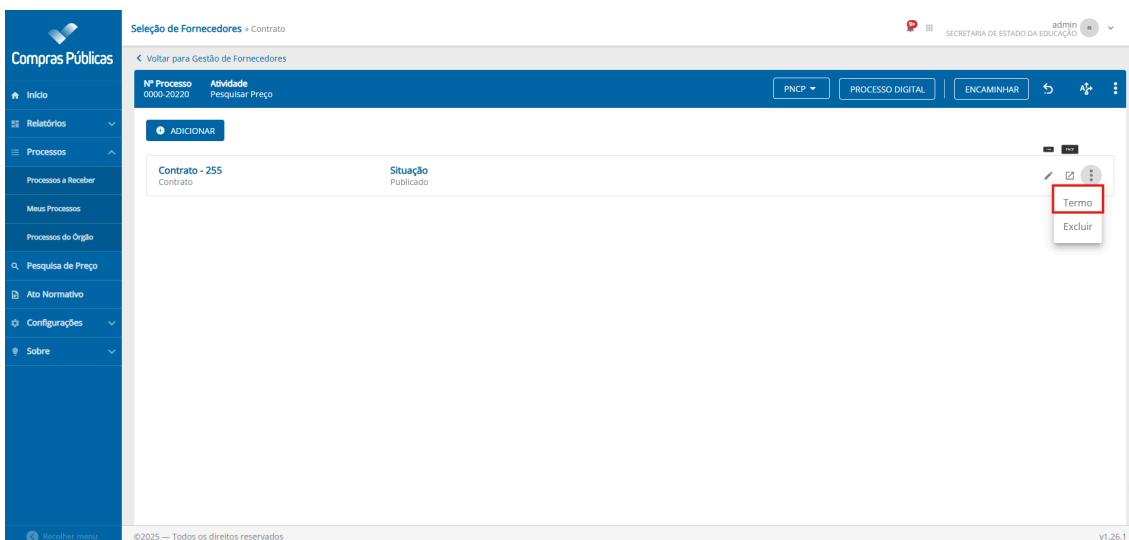 Compras Públicas
Início
Relatórios
Processos
Processos a Receber
Meus Processos
Processos do Órgão
Pesquisa de Preço
Ato Normativo
Configurações
Sobre
Recolher menu
Seleção de Fornecedores » Contrato
9+
admin
SECRETARIA DE ESTADO DA EDUCAÇÃO
Voltar para Gestão de Fornecedores
Nº Processo Atividade
0000-20220 Pesquisar Preço
PNCP PROCESSO DIGITAL ENCAMINHAR
ADICIONAR
PNCP
Contrato - 255 Situação
Contrato Publicado
Termo
Excluir
©2025 — Todos os direitos reservados v1.26.1